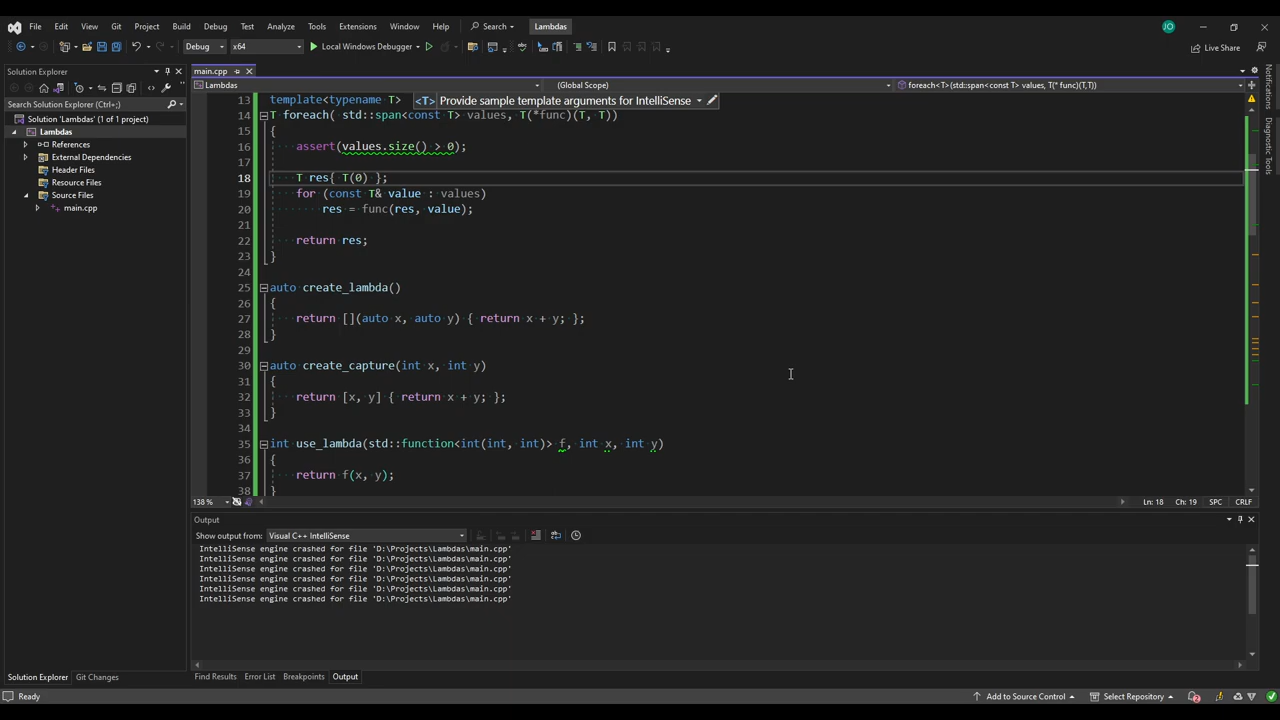 File Edit View Git Project Build Debug Test Analyze Tools Extensions Window Help Search Lambdas JO
Debug x64 Local Windows Debugger Live Share
Solution Explorer
Search Solution Explorer (Ctrl+;)
Solution 'Lambdas' (1 of 1 project)
Lambdas
References
External Dependencies
Header Files
Resource Files
Source Files
main.cpp
main.cpp
Lambdas (Global Scope) foreach<T>(std::span<const T> values, T(* func)(T,T))
13 template<typename T> <T> Provide sample template arguments for IntelliSense
14 T foreach( std::span<const T> values, T(*func)(T, T))
15 {
16 assert(values.size() > 0);
17
18 T res{ T(0) };
19 for (const T& value : values)
20 res = func(res, value);
21
22 return res;
23 }
24
25 auto create_lambda()
26 {
27 return [](auto x, auto y) { return x + y; };
28 }
29
30 auto create_capture(int x, int y)
31 {
32 return [x, y] { return x + y; };
33 }
34
35 int use_lambda(std::function<int(int, int)> f, int x, int y)
36 {
37 return f(x, y);
38 }
138 % Ln: 18 Ch: 19 SPC CRLF
Output
Show output from: Visual C++ IntelliSense
IntelliSense engine crashed for file 'D:\Projects\Lambdas\main.cpp'
IntelliSense engine crashed for file 'D:\Projects\Lambdas\main.cpp'
IntelliSense engine crashed for file 'D:\Projects\Lambdas\main.cpp'
IntelliSense engine crashed for file 'D:\Projects\Lambdas\main.cpp'
IntelliSense engine crashed for file 'D:\Projects\Lambdas\main.cpp'
IntelliSense engine crashed for file 'D:\Projects\Lambdas\main.cpp'
Notifications
Diagnostic Tools
Solution Explorer Git Changes Find Results Error List Breakpoints Output
Ready Add to Source Control Select Repository 2